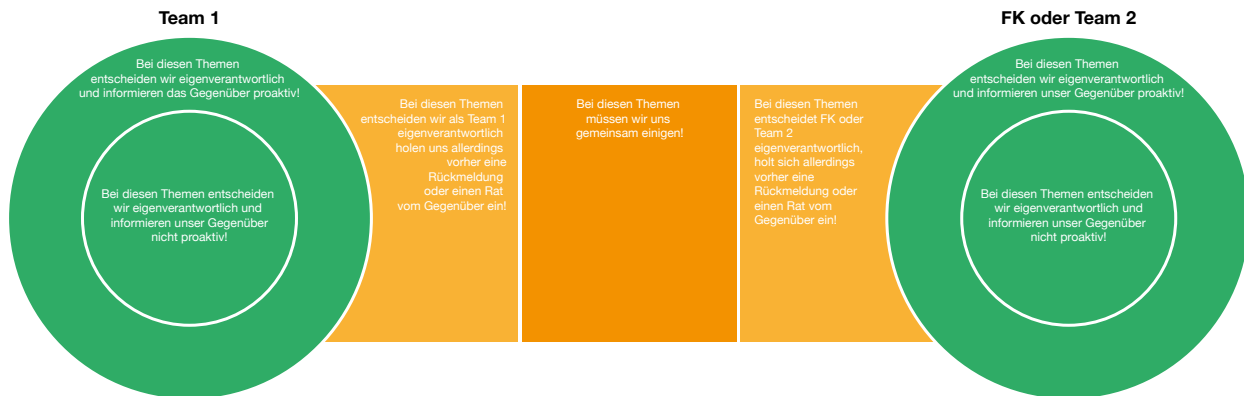 Team 1
FK oder Team 2
Bei diesen Themen
entscheiden wir eigenverantwortlich
und informieren das Gegenüber proaktiv!
Bei diesen Themen entscheiden
wir eigenverantwortlich und
informieren unser Gegenüber
nicht proaktiv!
Bei diesen Themen
entscheiden wir als Team 1
eigenverantwortlich
holen uns allerdings
vorher eine
Rückmeldung
oder einen Rat
vom Gegenüber ein!
Bei diesen Themen
müssen wir uns
gemeinsam einigen!
Bei diesen Themen
entscheidet FK oder
Team 2
eigenverantwortlich,
holt sich allerdings
vorher eine
Rückmeldung oder
einen Rat vom
Gegenüber ein!
Bei diesen Themen
entscheiden wir eigenverantwortlich
und informieren unser Gegenüber proaktiv!
Bei diesen Themen entscheiden
wir eigenverantwortlich und
informieren unser Gegenüber
nicht proaktiv!